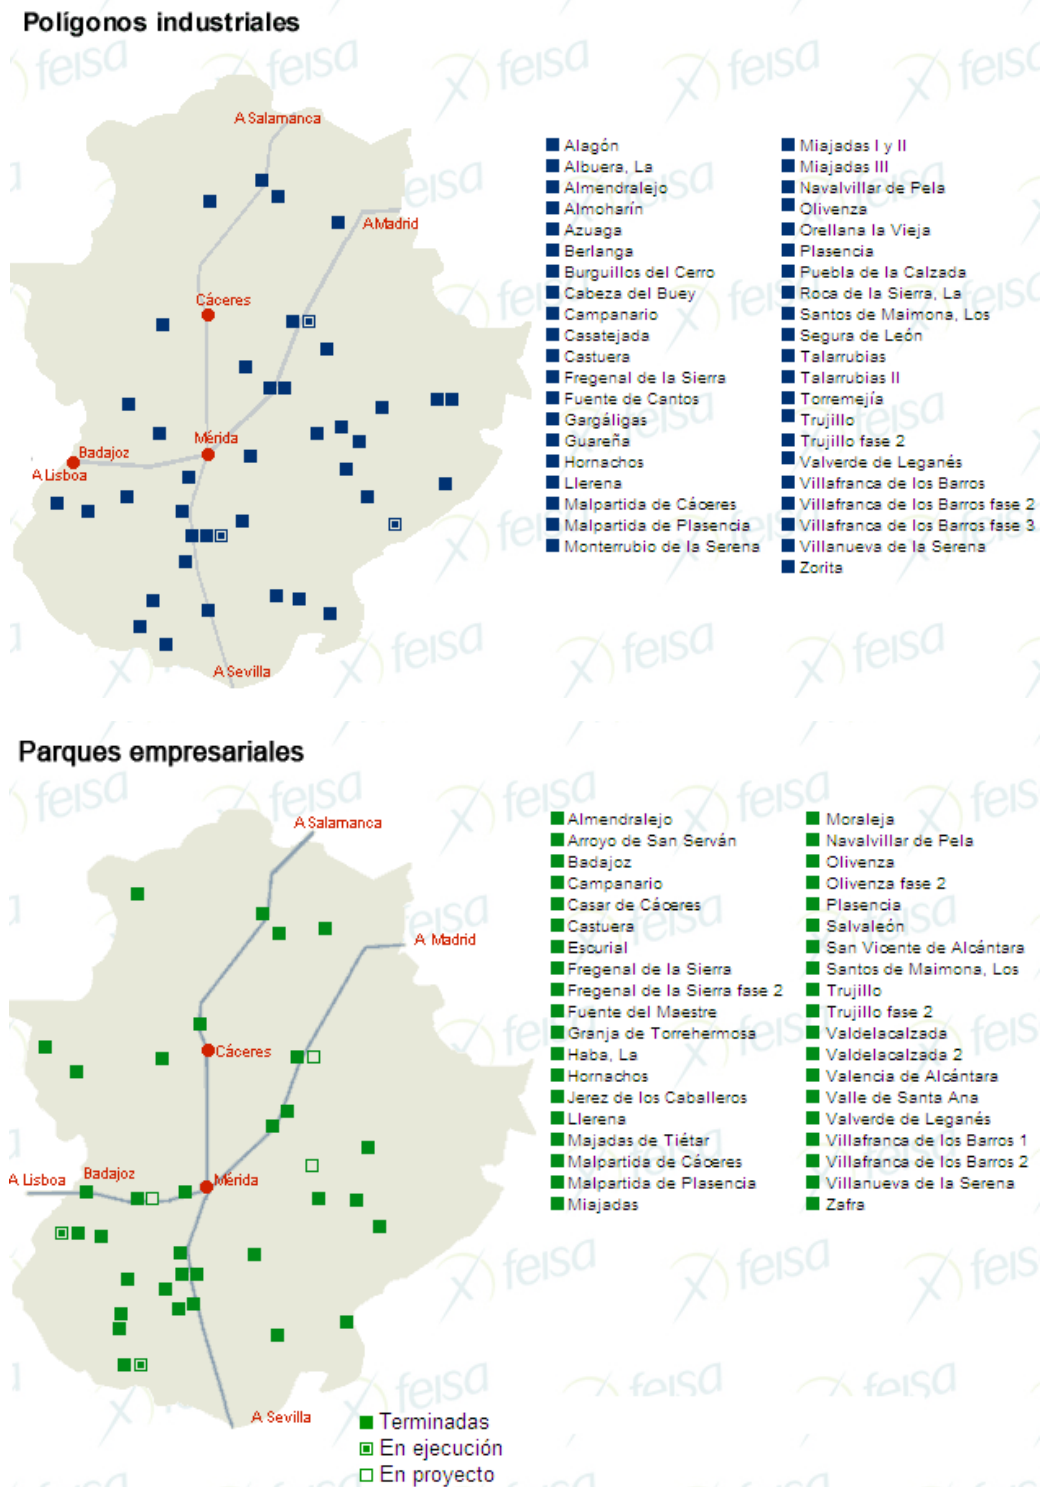 Polígonos industriales
A Salamanca
A Madrid
Cáceres
Mérida
Badajoz
A Lisboa
A Sevilla
Alagón
Albuera, La
Almendralejo
Almoharín
Azuaga
Berlanga
Burguillos del Cerro
Cabeza del Buey
Campanario
Casatejada
Castuera
Fregenal de la Sierra
Fuente de Cantos
Gargáligas
Guareña
Hornachos
Llerena
Malpartida de Cáceres
Malpartida de Plasencia
Monterrubio de la Serena
Miajadas I y II
Miajadas III
Navalvillar de Pela
Olivenza
Orellana la Vieja
Plasencia
Puebla de la Calzada
Roca de la Sierra, La
Santos de Maimona, Los
Segura de León
Talarrubias
Talarrubias II
Torremejía
Trujillo
Trujillo fase 2
Valverde de Leganés
Villafranca de los Barros
Villafranca de los Barros fase 2
Villafranca de los Barros fase 3
Villanueva de la Serena
Zorita
Parques empresariales
A Salamanca
A Madrid
Cáceres
Mérida
Badajoz
A Lisboa
A Sevilla
Almendralejo
Arroyo de San Serván
Badajoz
Campanario
Casar de Cáceres
Castuera
Escurial
Fregenal de la Sierra
Fregenal de la Sierra fase 2
Fuente del Maestre
Granja de Torrehermosa
Haba, La
Hornachos
Jerez de los Caballeros
Llerena
Majadas de Tiétar
Malpartida de Cáceres
Malpartida de Plasencia
Miajadas
Moraleja
Navalvillar de Pela
Olivenza
Olivenza fase 2
Plasencia
Salvaleón
San Vicente de Alcántara
Santos de Maimona, Los
Trujillo
Trujillo fase 2
Valdelacalzada
Valdelacalzada 2
Valencia de Alcántara
Valle de Santa Ana
Valverde de Leganés
Villafranca de los Barros 1
Villafranca de los Barros 2
Villanueva de la Serena
Zafra
Terminadas
En ejecución
En proyecto
feisa